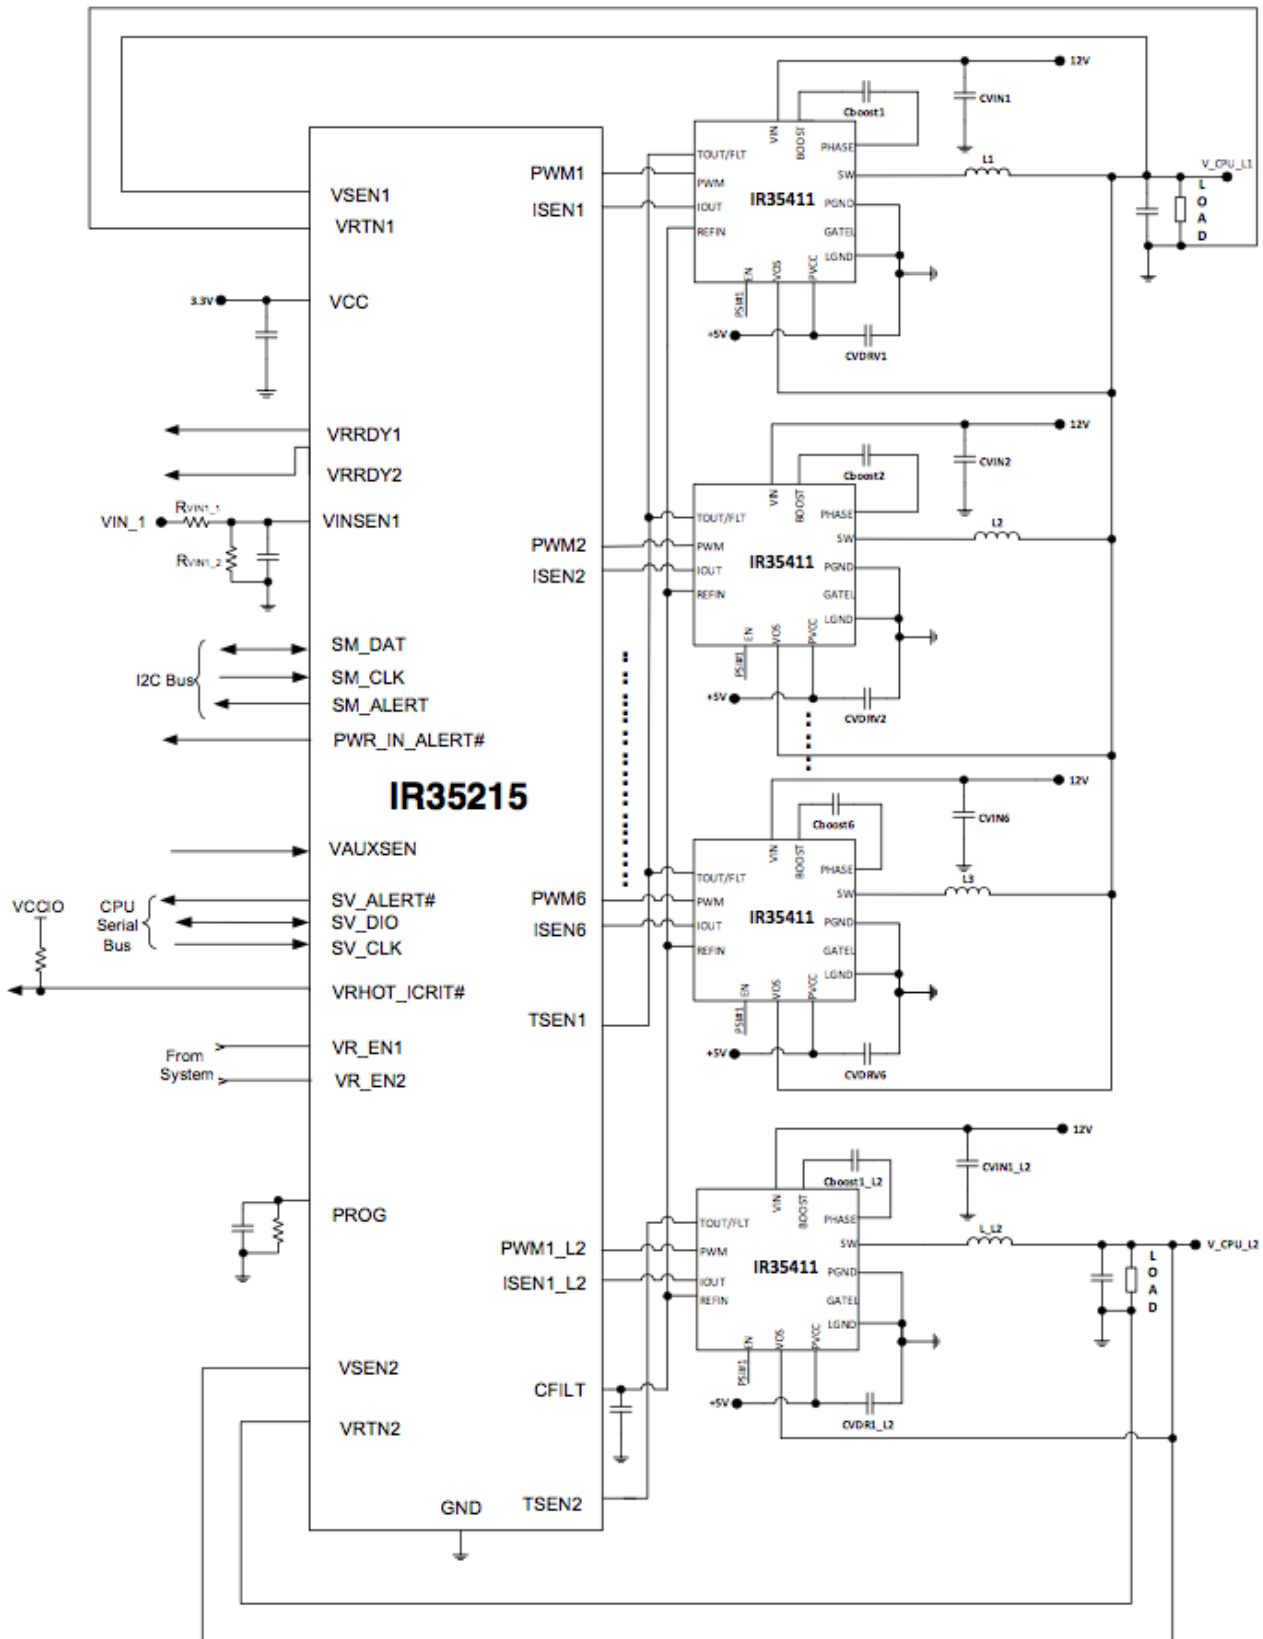 12V
CVIN1
Cboost1
VIN
BOOST
PHASE
TOUT/FLT
PWM
IOUT
REFIN
IR35411
SW
PGND
GATEL
LGND
EN
VOS
PVCC
PSI#1
+5V
CVDRV1
L1
V_CPU_L1
LOAD
PWM1
ISEN1
VSEN1
VRTN1
3.3V
VCC
VRRDY1
VRRDY2
VIN_1
RVIN1_1
RVIN1_2
VINSEN1
12V
CVIN2
Cboost2
VIN
BOOST
PHASE
TOUT/FLT
PWM
IOUT
REFIN
IR35411
SW
PGND
GATEL
LGND
EN
VOS
PVCC
PSI#1
+5V
CVDRV2
L2
PWM2
ISEN2
I2C Bus
SM_DAT
SM_CLK
SM_ALERT
PWR_IN_ALERT#
IR35215
VAUXSEN
12V
CVIN6
Cboost6
VIN
BOOST
PHASE
TOUT/FLT
PWM
IOUT
REFIN
IR35411
SW
PGND
GATEL
LGND
EN
VOS
PVCC
PSI#1
+5V
CVDRV6
L3
PWM6
ISEN6
VCCIO
CPU
Serial
Bus
SV_ALERT#
SV_DIO
SV_CLK
VRHOT_ICRIT#
TSEN1
From
System
VR_EN1
VR_EN2
12V
CVIN1_L2
Cboost1_L2
VIN
BOOST
PHASE
TOUT/FLT
PWM
IOUT
REFIN
IR35411
SW
PGND
GATEL
LGND
EN
VOS
PVCC
PSI#1
+5V
CVDR1_L2
L_L2
V_CPU_L2
LOAD
PROG
PWM1_L2
ISEN1_L2
VSEN2
CFILT
VRTN2
GND
TSEN2